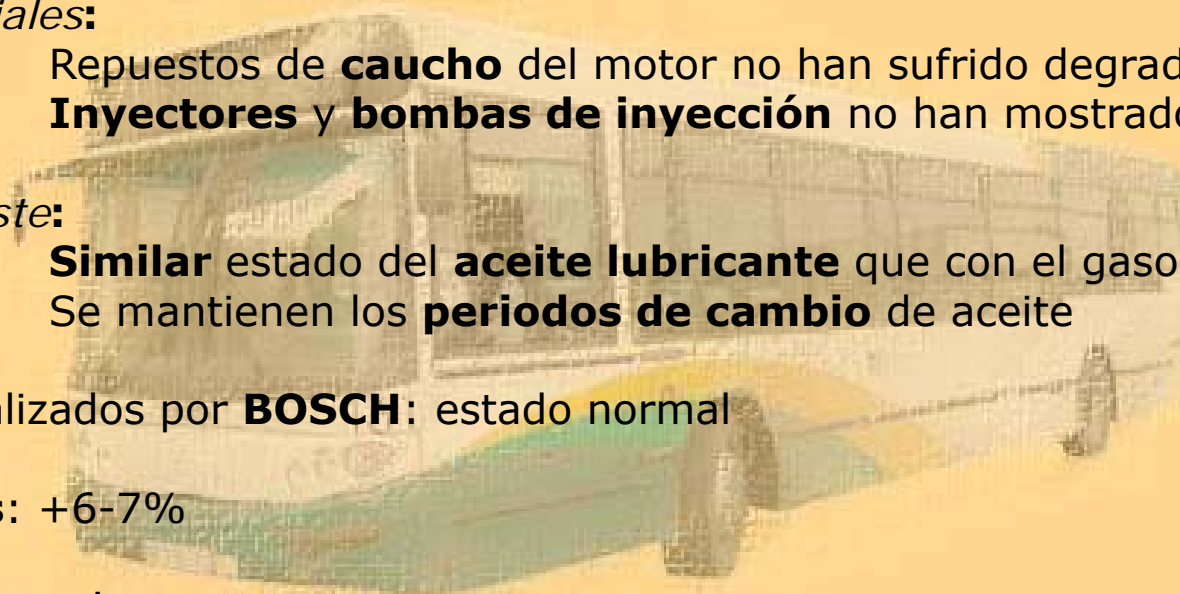 iales:
Repuestos de caucho del motor no han sufrido degrad
Inyectores y bombas de inyección no han mostrado
ste:
Similar estado del aceite lubricante que con el gaso
Se mantienen los periodos de cambio de aceite
alizados por BOSCH: estado normal
s: +6-7%